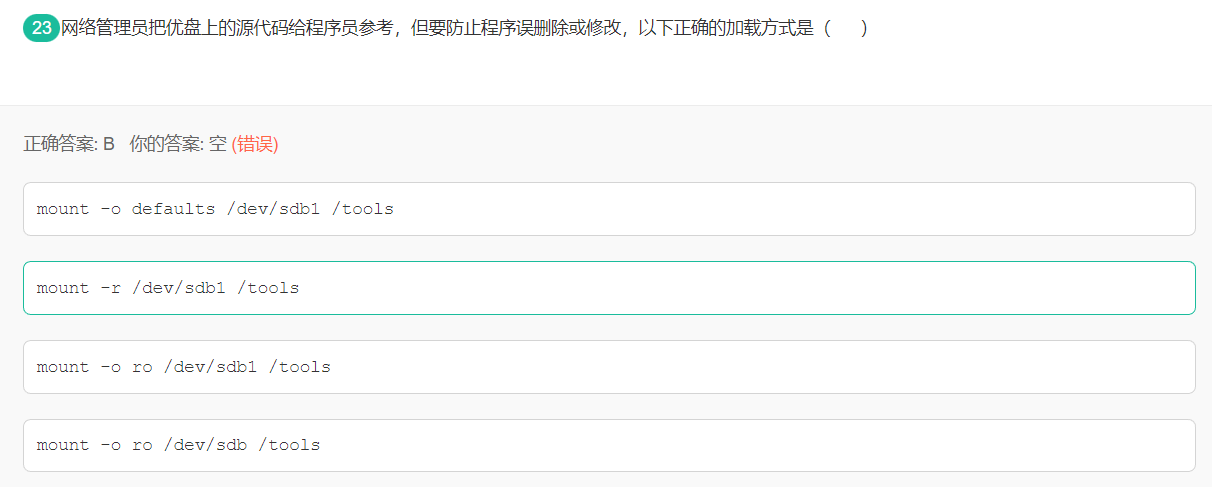 23网络管理员把优盘上的源代码给程序员参考，但要防止程序误删除或修改，以下正确的加载方式是（　）
正确答案: B 你的答案: 空 (错误)
mount -o defaults /dev/sdb1 /tools
mount -r /dev/sdb1 /tools
mount -o ro /dev/sdb1 /tools
mount -o ro /dev/sdb /tools